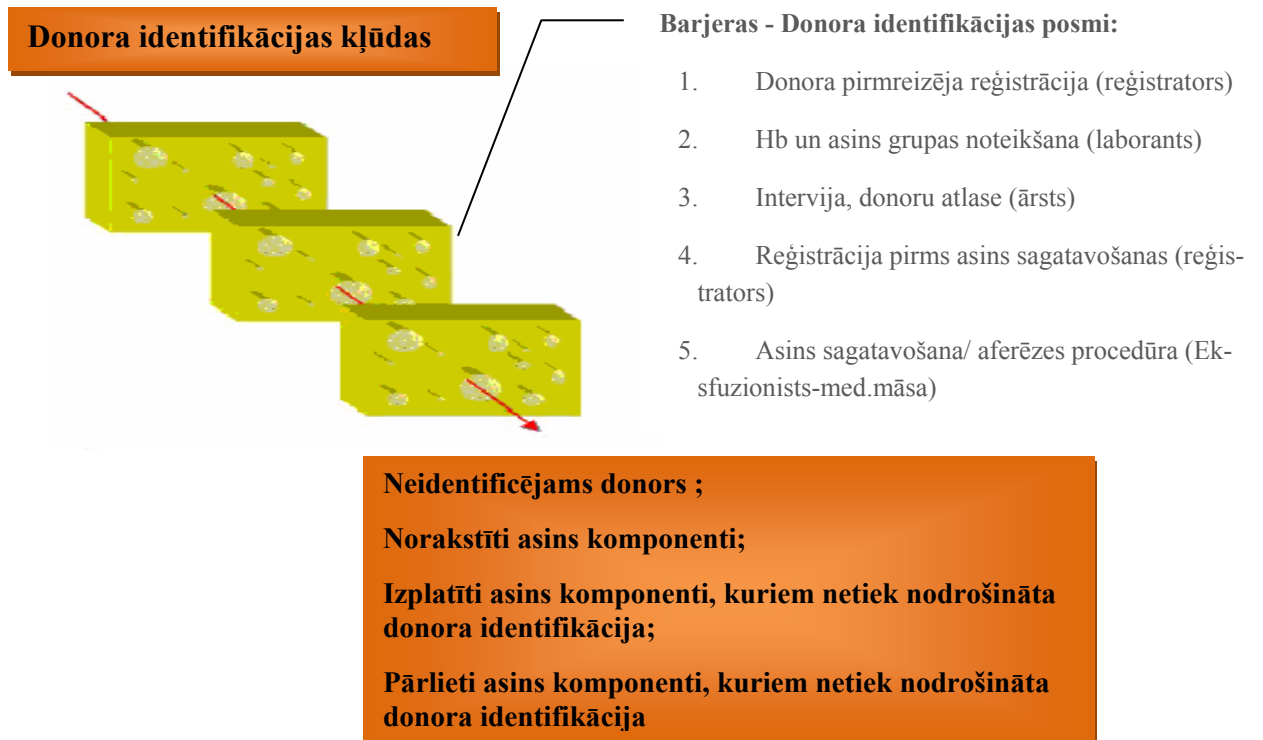 Donora identifikācijas kļūdas
Barjeras - Donora identifikācijas posmi:
1. Donora pirmreizēja reģistrācija (reģistrators)
2. Hb un asins grupas noteikšana (laborants)
3. Intervija, donoru atlase (ārsts)
4. Reģistrācija pirms asins sagatavošanas (reģis-
trators)
5. Asins sagatavošana/ aferēzes procedūra (Ek-
sfuzionists-med.māsa)
Neidentificējams donors ;
Norakstīti asins komponenti;
Izplatīti asins komponenti, kuriem netiek nodrošināta
donora identifikācija;
Pārlieti asins komponenti, kuriem netiek nodrošināta
donora identifikācija